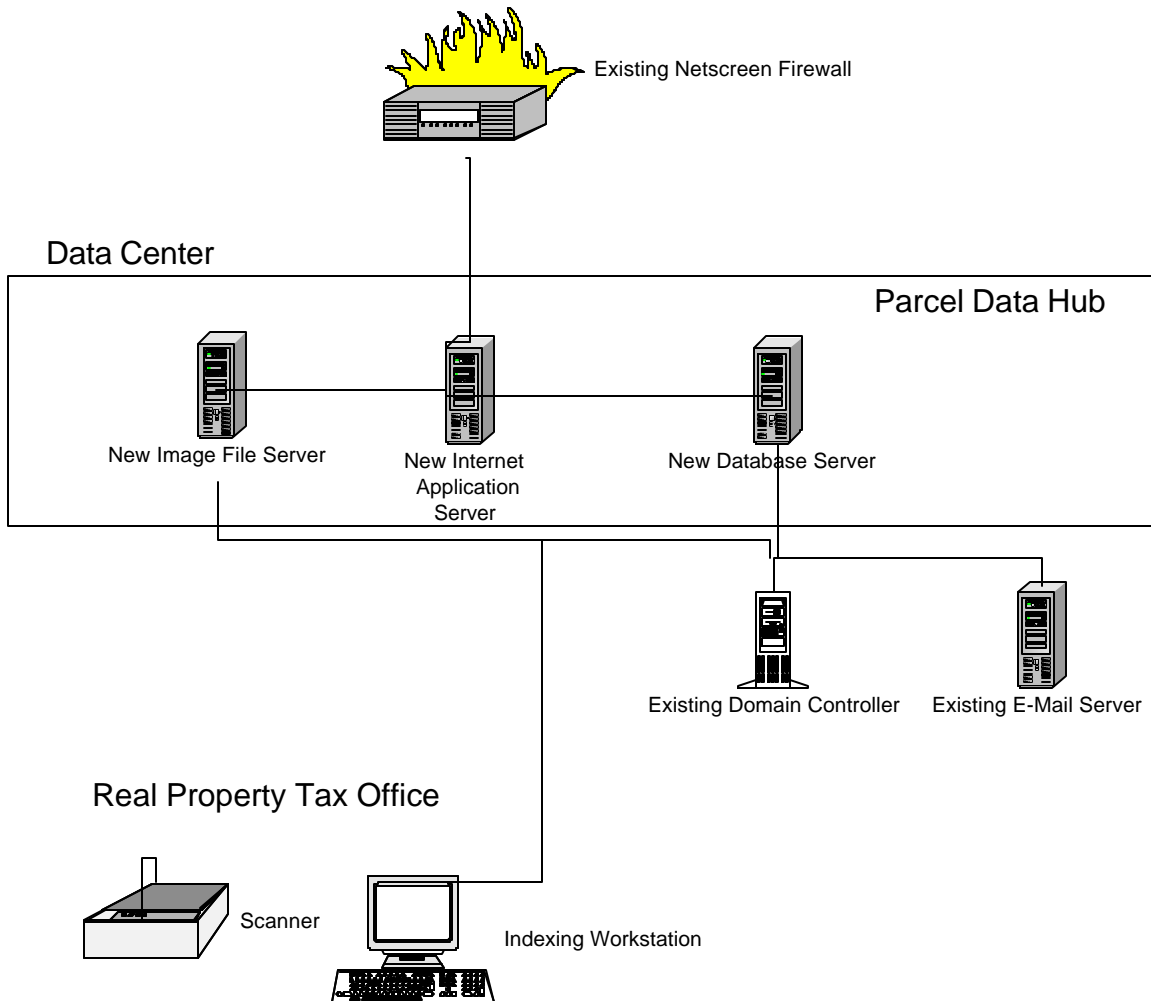 Existing Netscreen Firewall
Data Center
Parcel Data Hub
New Image File Server
New Internet
Application
Server
New Database Server
Existing Domain Controller
Existing E-Mail Server
Real Property Tax Office
Scanner
Indexing Workstation